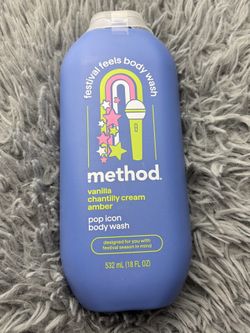 festival feels body wash
method.
vanilla
chantilly cream
amber
pop icon
body wash
designed for you with
festival season in mind
532 mL (18 FL OZ)